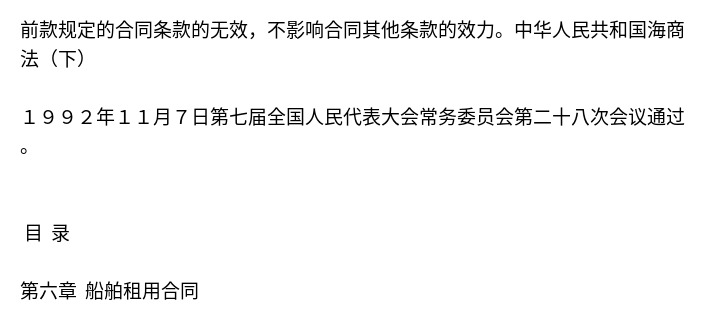 前款规定的合同条款的无效，不影响合同其他条款的效力。中华人民共和国海商
法（下）
１９９２年１１月７日第七届全国人民代表大会常务委员会第二十八次会议通过
。
目 录
第六章 船舶租用合同